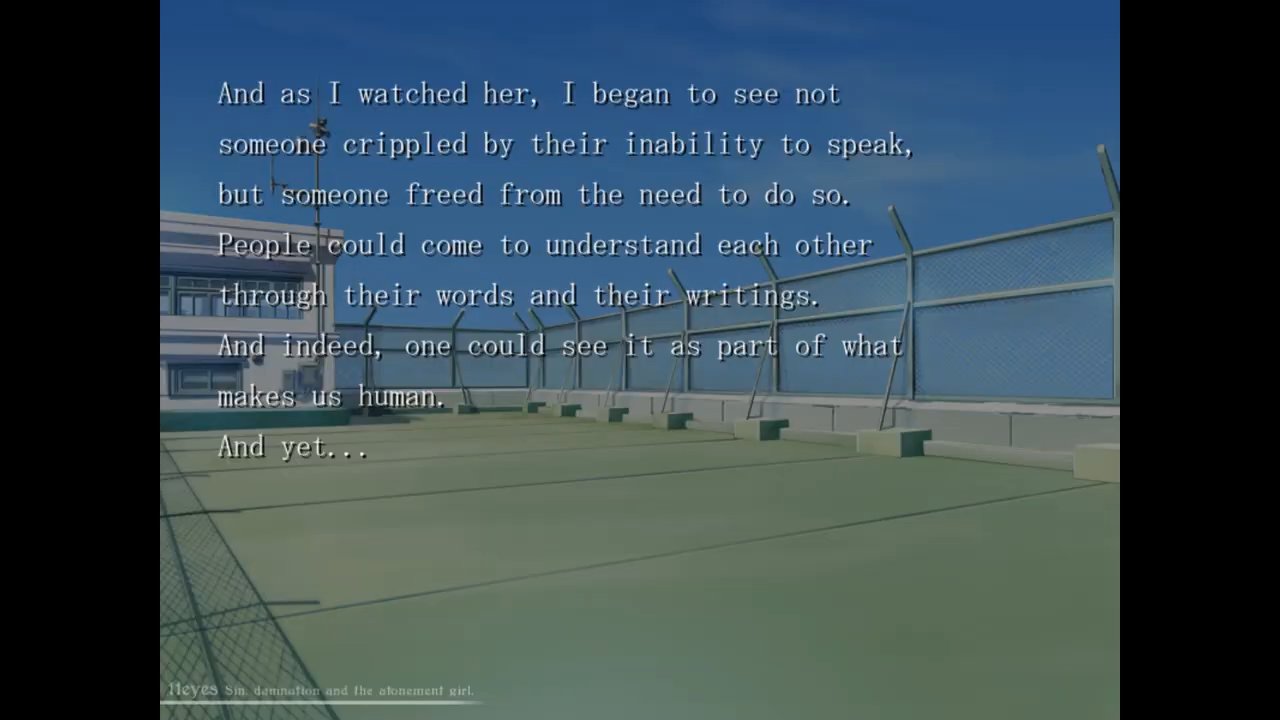 And as I watched her, I began to see not
someone crippled by their inability to speak,
but someone freed from the need to do so.
People could come to understand each other
through their words and their writings.
And indeed, one could see it as part of what
makes us human.
And yet...
11eyes Sin, damnation and the atonement girl.